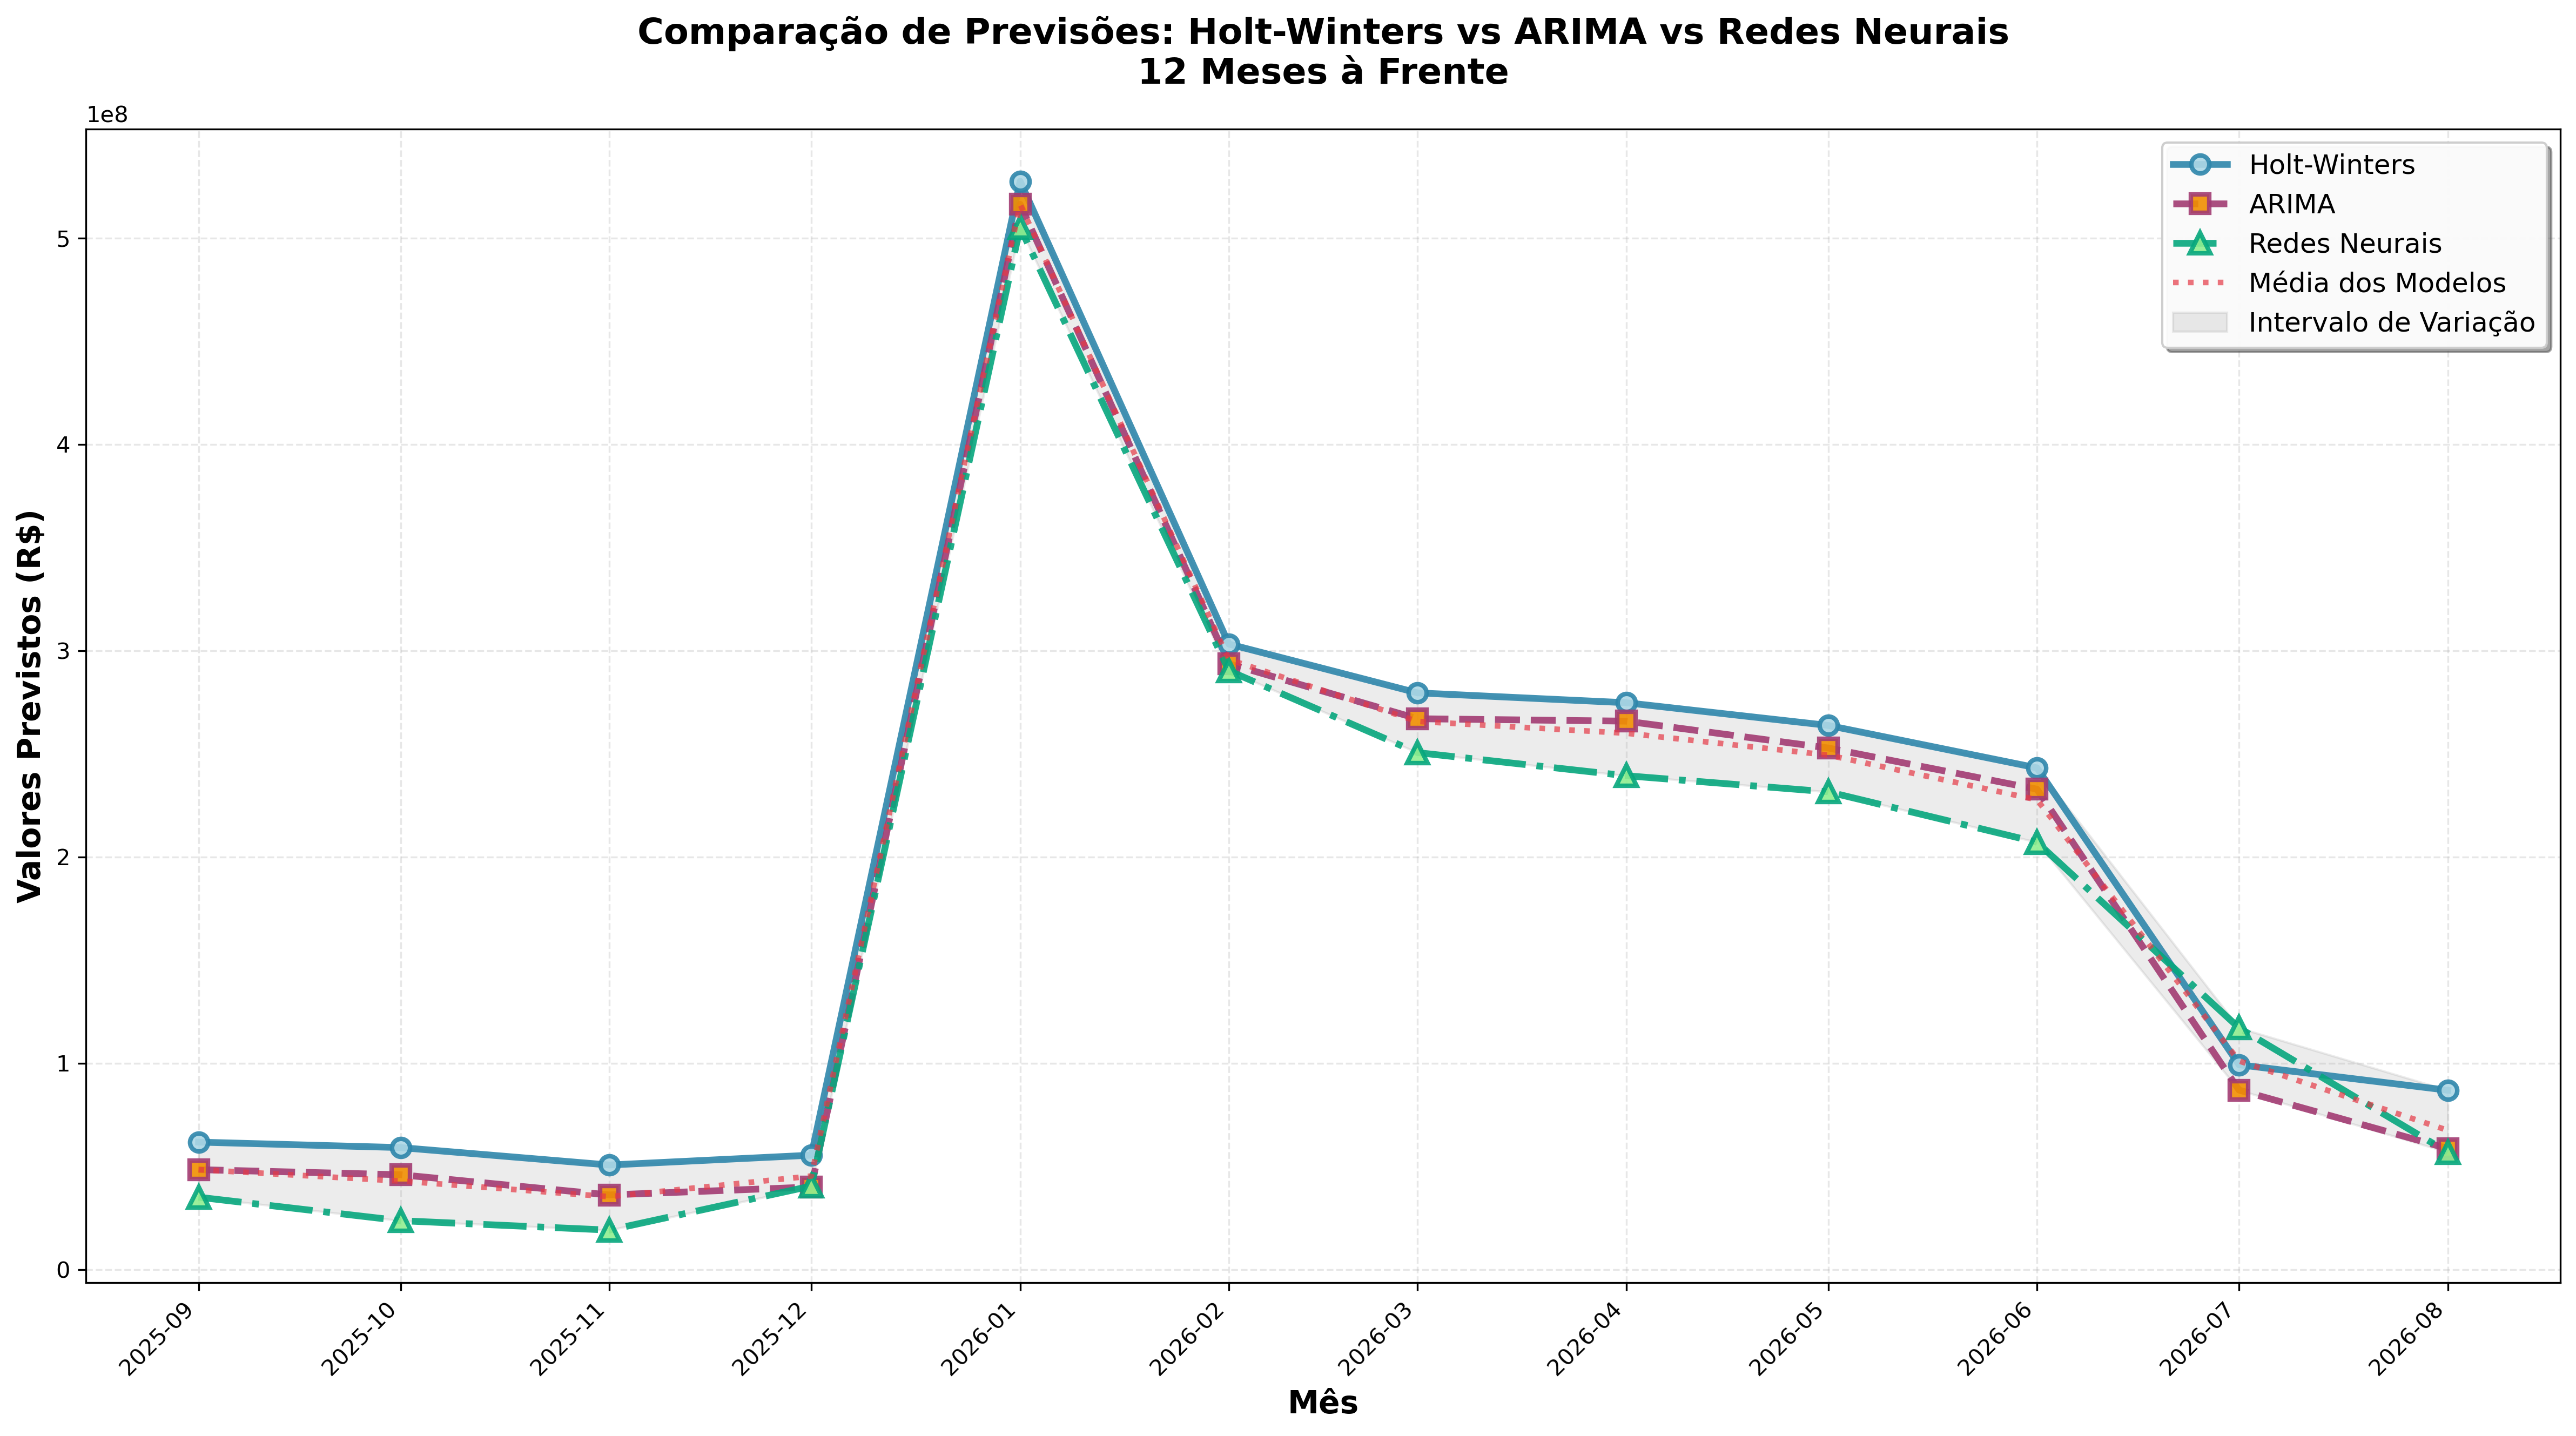 Comparação de Previsões: Holt-Winters vs ARIMA vs Redes Neurais
12 Meses à Frente
1e8
Holt-Winters
ARIMA
Redes Neurais
Média dos Modelos
Intervalo de Variação
Valores Previstos (R$)
5
4
3
2
1
0
2025-09
2025-10
2025-11
2025-12
2026-01
2026-02
2026-03
2026-04
2026-05
2026-06
2026-07
2026-08
Mês